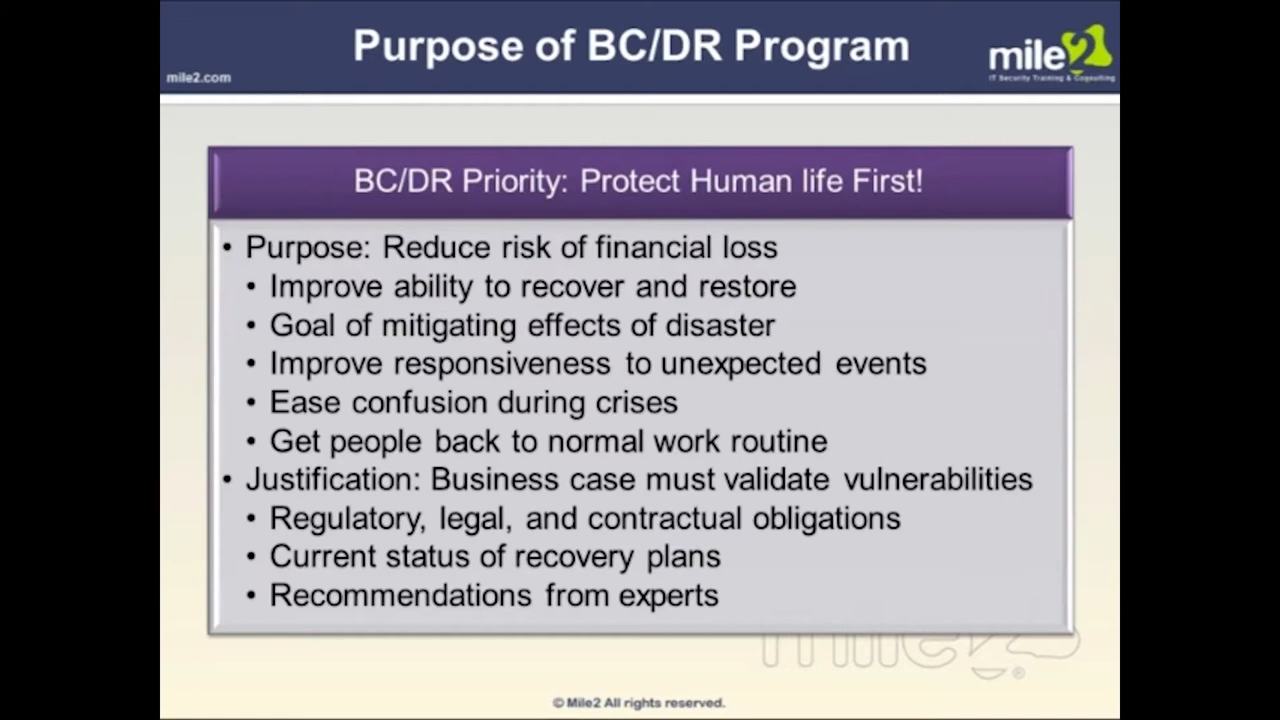 Purpose of BC/DR Program
mile2.com
mile2
IT Security Training & Consulting
BC/DR Priority: Protect Human life First!
• Purpose: Reduce risk of financial loss
• Improve ability to recover and restore
• Goal of mitigating effects of disaster
• Improve responsiveness to unexpected events
• Ease confusion during crises
• Get people back to normal work routine
• Justification: Business case must validate vulnerabilities
• Regulatory, legal, and contractual obligations
• Current status of recovery plans
• Recommendations from experts
mile2®
© Mile2 All rights reserved.